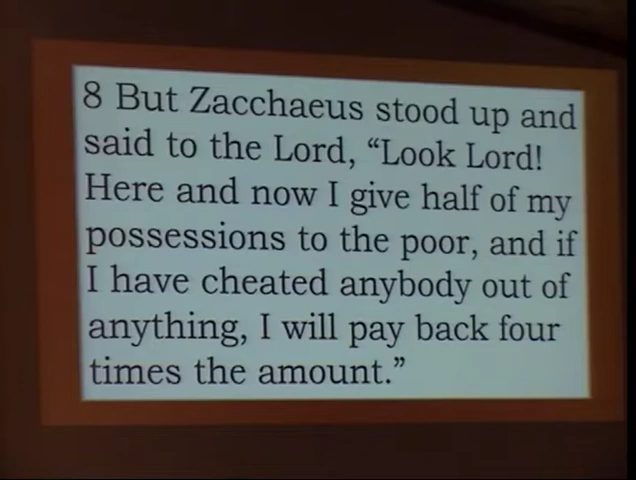 8 But Zacchaeus stood up and
said to the Lord, “Look Lord!
Here and now I give half of my
possessions to the poor, and if
I have cheated anybody out of
anything, I will pay back four
times the amount.”